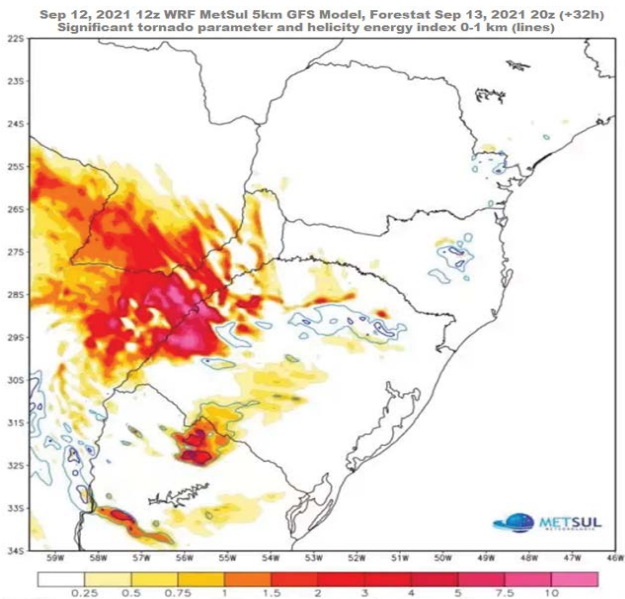 Sep 12, 2021 12z WRF MetSul 5km GFS Model, Forestat Sep 13, 2021 20z (+32h)
Significant tornado parameter and helicity energy index 0-1 km (lines)
22S
24S
25S
26S
27S
28S
29S
30S
31S
32S
33S
34S
METSUL
59W 58W 57W 56W 55W 54W 53W 52W 51W 50W 49W 48W 47W 46W
0.25 0.5 0.75 1 1.5 2 3 4 5 7.5 10